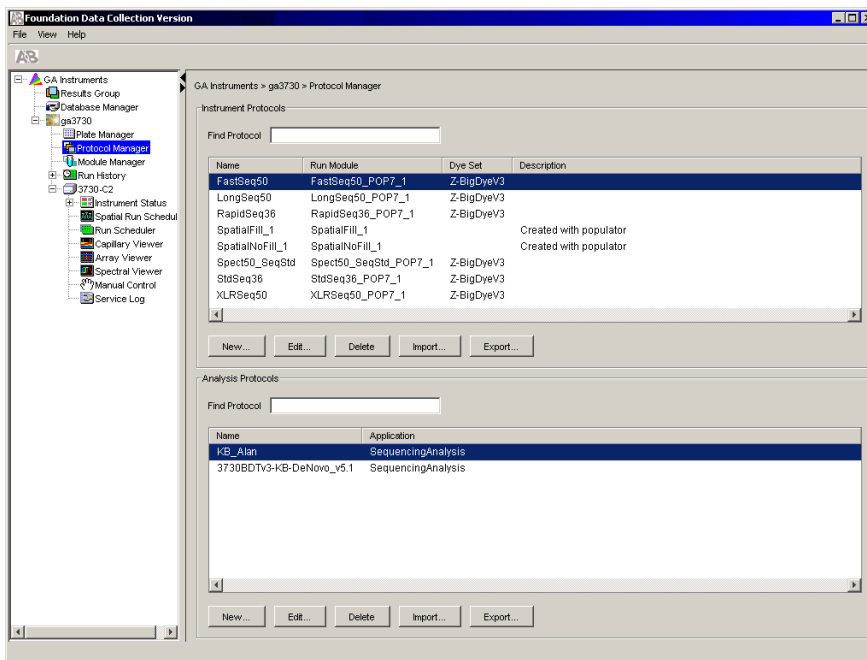 Foundation Data Collection Version
File View Help
AB
GA Instruments
Results Group
Database Manager
ga3730
Plate Manager
Protocol Manager
Module Manager
Run History
3730-C2
Instrument Status
Spatial Run Schedul
Run Scheduler
Capillary Viewer
Array Viewer
Spectral Viewer
Manual Control
Service Log
GA Instruments > ga3730 > Protocol Manager
Instrument Protocols
Find Protocol
Name Run Module Dye Set Description
FastSeq50 FastSeq50_POP7_1 Z-BigDyeV3
LongSeq50 LongSeq50_POP7_1 Z-BigDyeV3
RapidSeq36 RapidSeq36_POP7_1 Z-BigDyeV3
SpatialFill_1 SpatialFill_1 Created with populator
SpatialNoFill_1 SpatialNoFill_1 Created with populator
Spect50_SeqStd Spect50_SeqStd_POP7_1 Z-BigDyeV3
StdSeq36 StdSeq36_POP7_1 Z-BigDyeV3
XLRSeq50 XLRSeq50_POP7_1 Z-BigDyeV3
New... Edit... Delete Import... Export...
Analysis Protocols
Find Protocol
Name Application
KB_Alan SequencingAnalysis
3730BDTv3-KB-DeNovo_v5.1 SequencingAnalysis
New... Edit... Delete Import... Export...